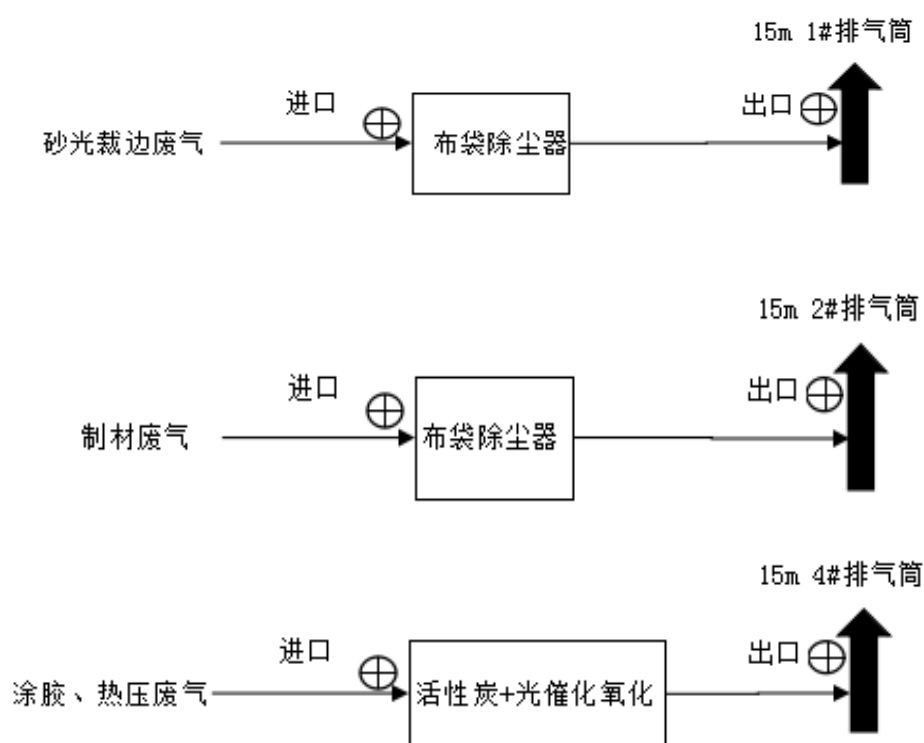 15m 1#排气筒
进口
出口
砂光裁边废气
布袋除尘器
15m 2#排气筒
进口
出口
制材废气
布袋除尘器
15m 4#排气筒
进口
出口
涂胶、热压废气
活性炭+光催化氧化